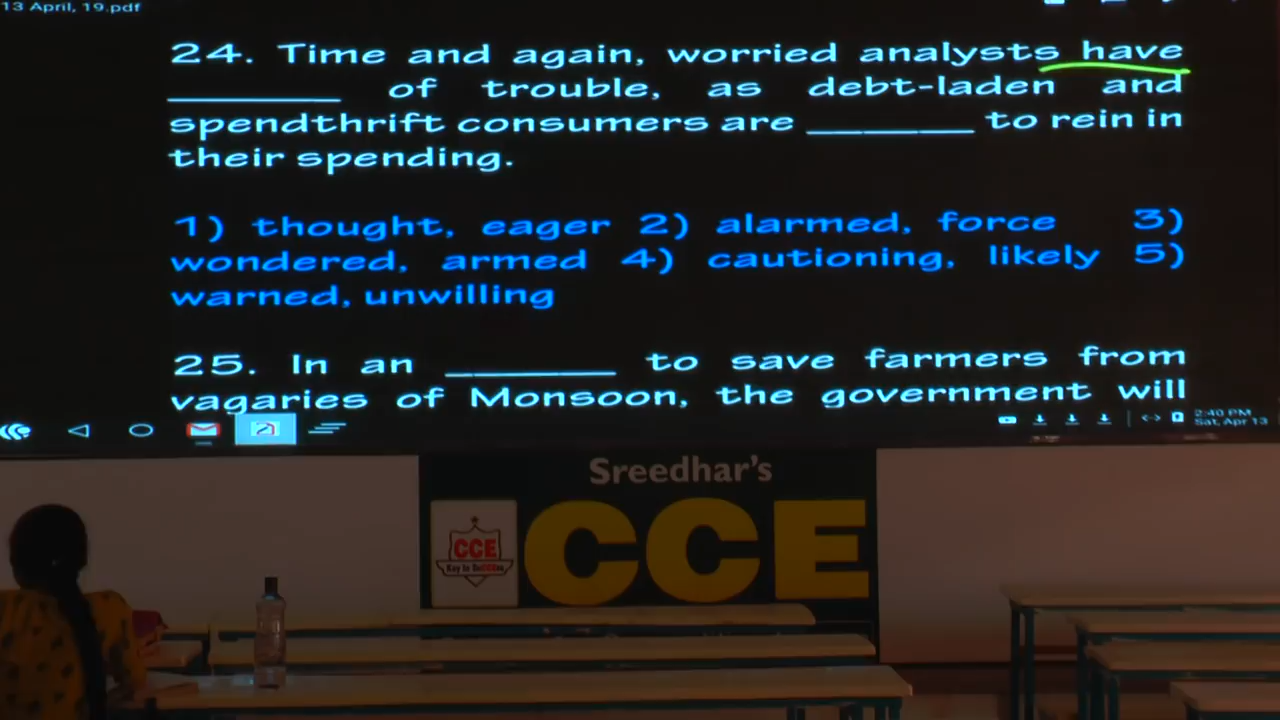 13 April, 19.pdf
24. Time and again, worried analysts have
________ of trouble, as debt-laden and
spendthrift consumers are ________ to rein in
their spending.
1) thought, eager 2) alarmed, force 3)
wondered, armed 4) cautioning, likely 5)
warned, unwilling
25. In an ________ to save farmers from
vagaries of Monsoon, the government will
2:40 PM
Sat, Apr 13
Sreedhar's
CCE
CCE